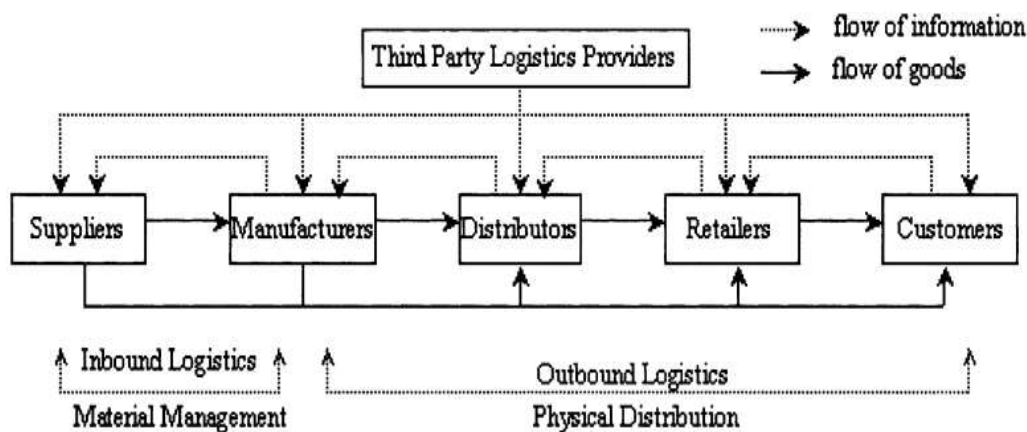 flow of information
Third Party Logistics Providers
flow of goods
Suppliers
Manufacturers
Distributors
Retailers
Customers
Inbound Logistics
Outbound Logistics
Material Management
Physical Distribution